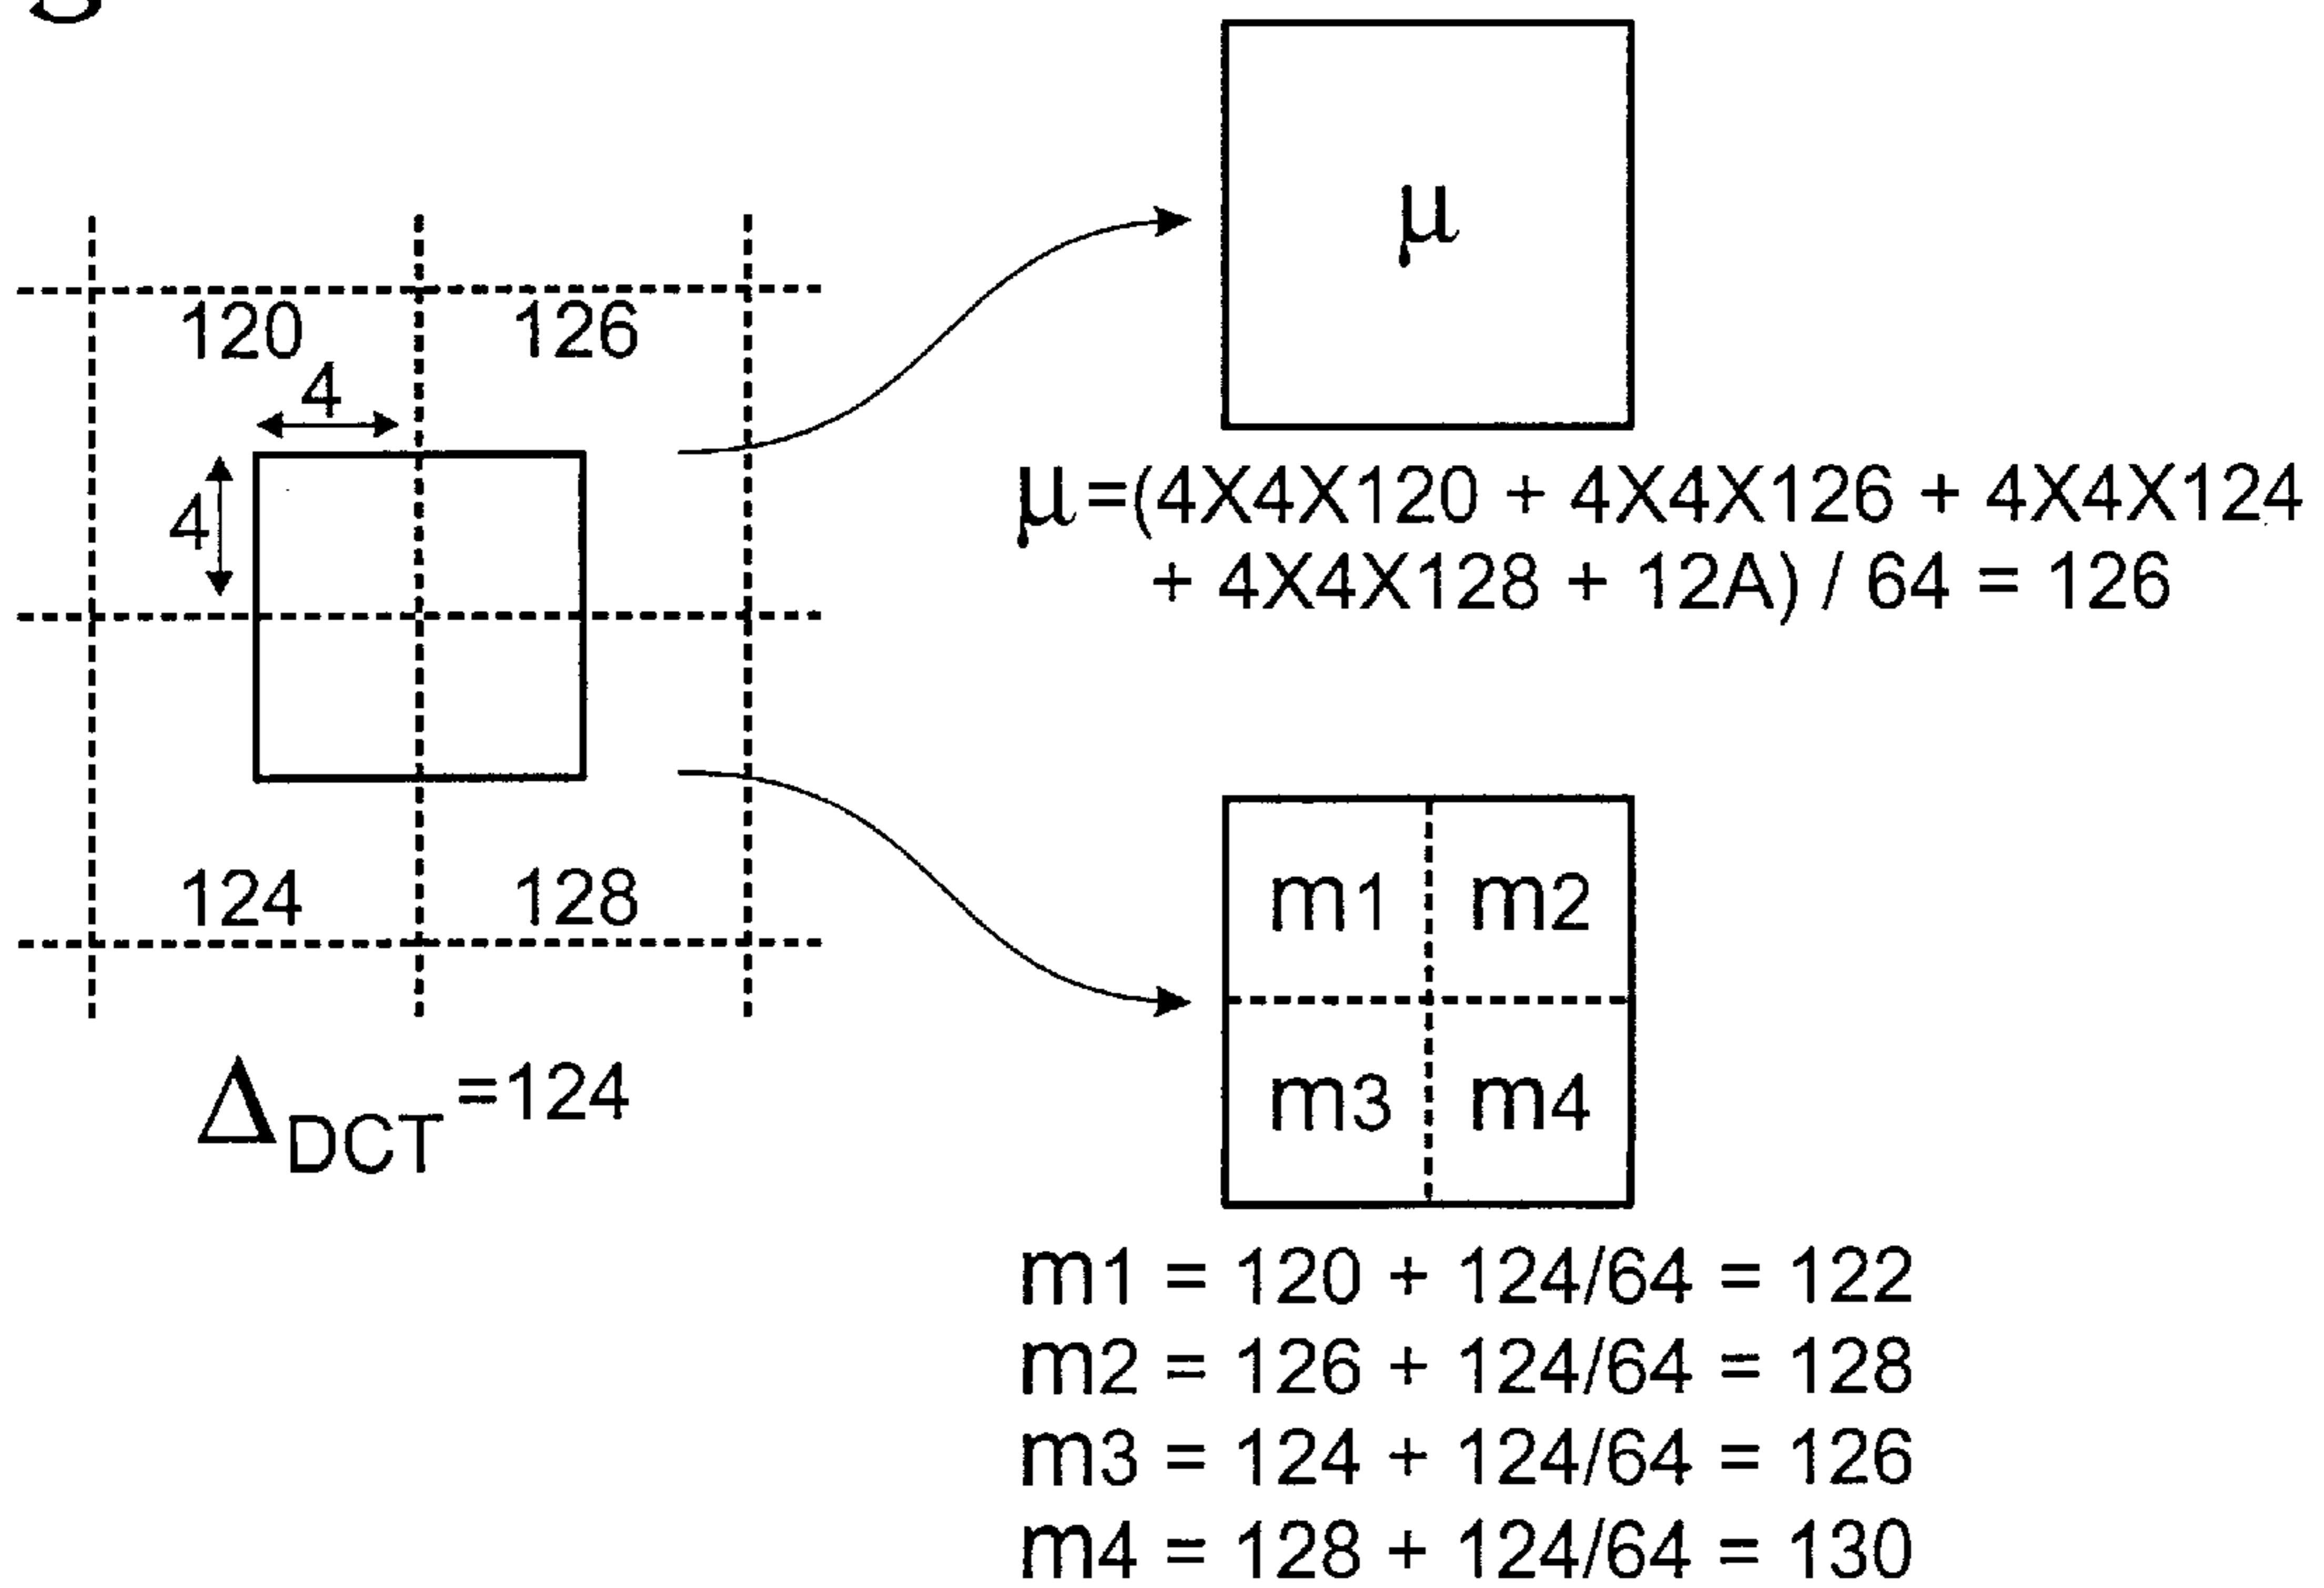 120 126
4
4
124 128
ΔDCT =124
μ
μ =(4X4X120 + 4X4X126 + 4X4X124
+ 4X4X128 + 12A) / 64 = 126
m1 m2
m3 m4
m1 = 120 + 124/64 = 122
m2 = 126 + 124/64 = 128
m3 = 124 + 124/64 = 126
m4 = 128 + 124/64 = 130